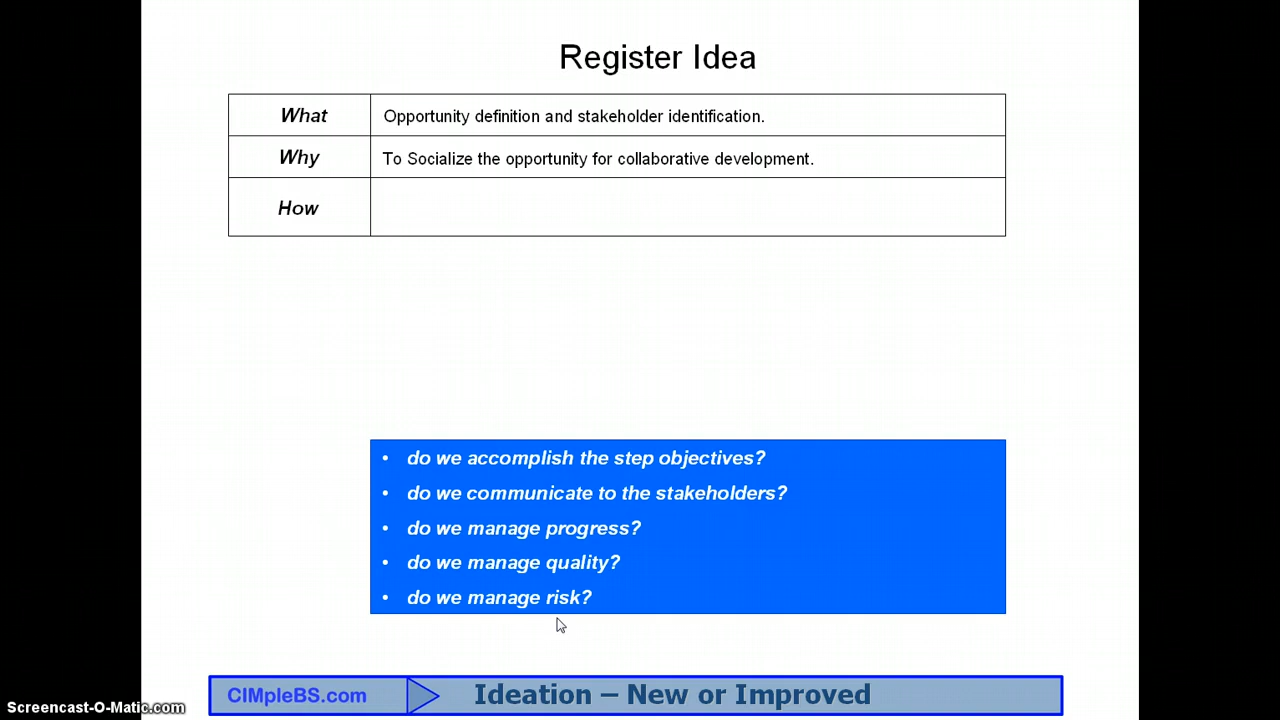 Register Idea
What
Opportunity definition and stakeholder identification.
Why
To Socialize the opportunity for collaborative development.
How
• do we accomplish the step objectives?
• do we communicate to the stakeholders?
• do we manage progress?
• do we manage quality?
• do we manage risk?
CIMpleBS.com
Ideation – New or Improved
Screencast-O-Matic.com